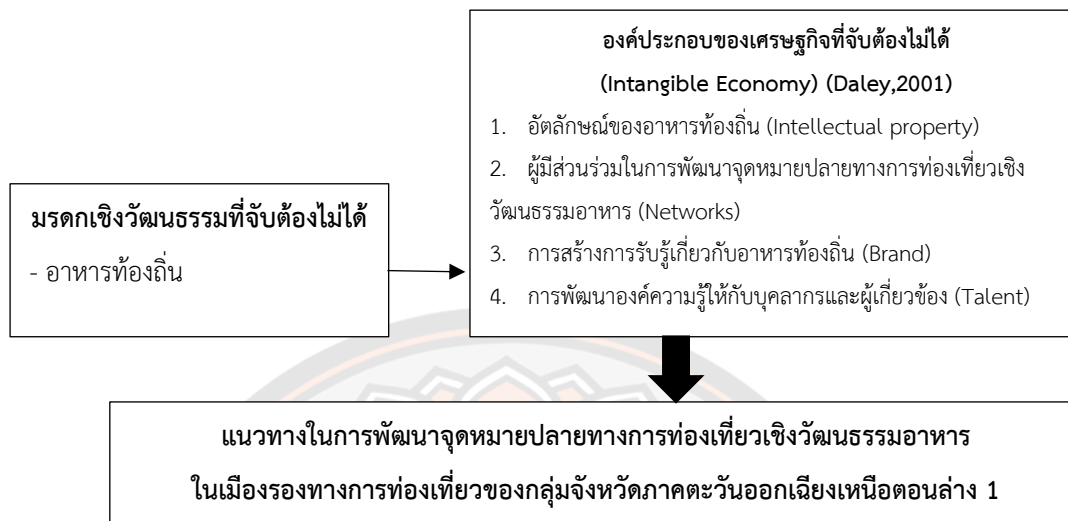 องค์ประกอบของเศรษฐกิจที่จับต้องไม่ได้
(Intangible Economy) (Daley,2001)
1. อัตลักษณ์ของอาหารท้องถิ่น (Intellectual property)
2. ผู้มีส่วนร่วมในการพัฒนาจุดหมายปลายทางการท่องเที่ยวเชิง
วัฒนธรรมอาหาร (Networks)
3. การสร้างการรับรู้เกี่ยวกับอาหารท้องถิ่น (Brand)
4. การพัฒนาองค์ความรู้ให้กับบุคลากรและผู้เกี่ยวข้อง (Talent)
มรดกเชิงวัฒนธรรมที่จับต้องไม่ได้
- อาหารท้องถิ่น
แนวทางในการพัฒนาจุดหมายปลายทางการท่องเที่ยวเชิงวัฒนธรรมอาหาร
ในเมืองรองทางการท่องเที่ยวของกลุ่มจังหวัดภาคตะวันออกเฉียงเหนือตอนล่าง 1